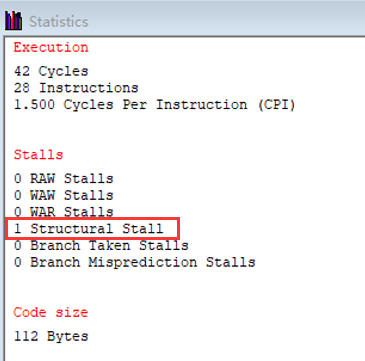 Statistics
Execution
42 Cycles
28 Instructions
1.500 Cycles Per Instruction (CPI)
Stalls
0 RAW Stalls
0 WAW Stalls
0 WAR Stalls
1 Structural Stall
0 Branch Taken Stalls
0 Branch Misprediction Stalls
Code size
112 Bytes